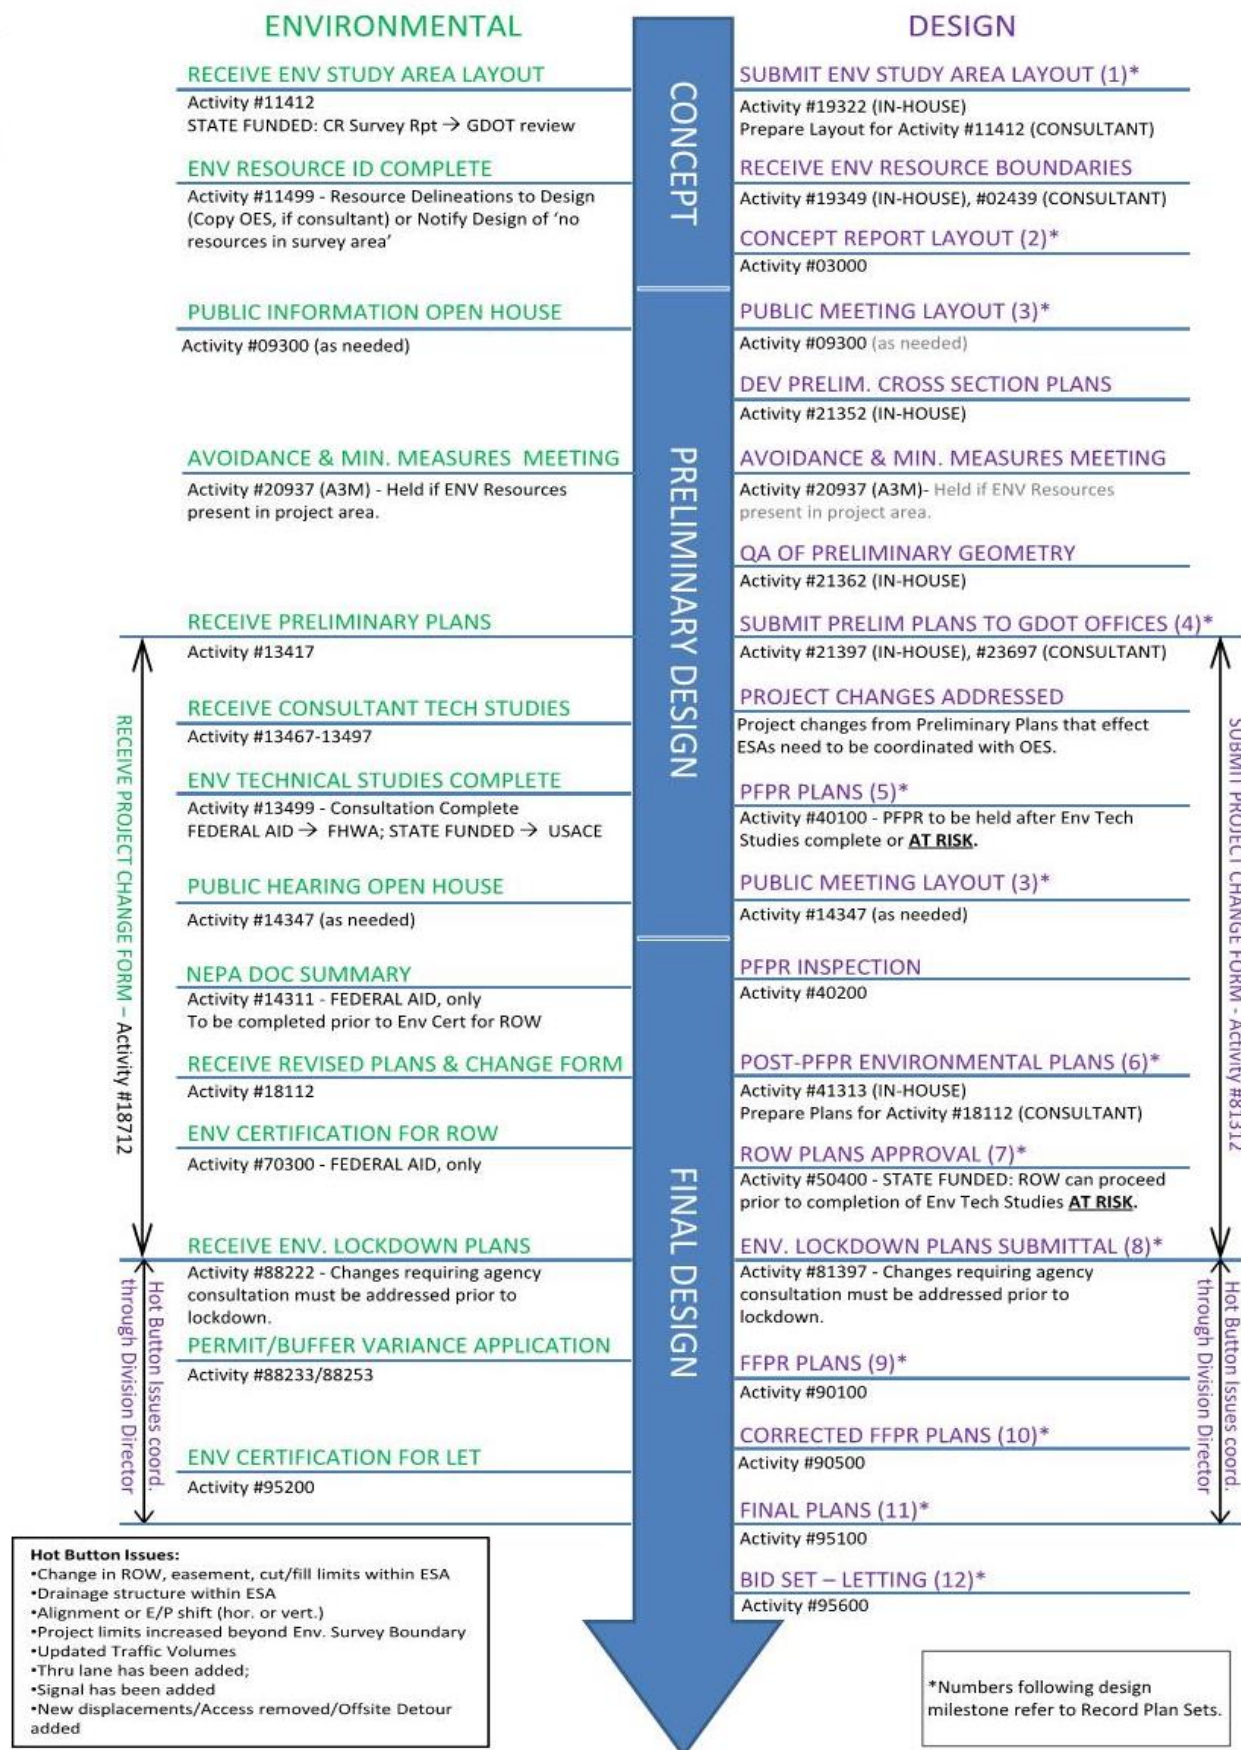 ENVIRONMENTAL
RECEIVE ENV STUDY AREA LAYOUT
Activity #11412
STATE FUNDED: CR Survey Rpt → GDOT review
ENV RESOURCE ID COMPLETE
Activity #11499 - Resource Delineations to Design
(Copy OES, if consultant) or Notify Design of ‘no
resources in survey area’
PUBLIC INFORMATION OPEN HOUSE
Activity #09300 (as needed)
AVOIDANCE & MIN. MEASURES MEETING
Activity #20937 (A3M) - Held if ENV Resources
present in project area.
RECEIVE PRELIMINARY PLANS
Activity #13417
RECEIVE CONSULTANT TECH STUDIES
Activity #13467-13497
ENV TECHNICAL STUDIES COMPLETE
Activity #13499 - Consultation Complete
FEDERAL AID → FHWA; STATE FUNDED → USACE
PUBLIC HEARING OPEN HOUSE
Activity #14347 (as needed)
NEPA DOC SUMMARY
Activity #14311 - FEDERAL AID, only
To be completed prior to Env Cert for ROW
RECEIVE REVISED PLANS & CHANGE FORM
Activity #18112
ENV CERTIFICATION FOR ROW
Activity #70300 - FEDERAL AID, only
RECEIVE ENV. LOCKDOWN PLANS
Activity #88222 - Changes requiring agency
consultation must be addressed prior to
lockdown.
PERMIT/BUFFER VARIANCE APPLICATION
Activity #88233/88253
ENV CERTIFICATION FOR LET
Activity #95200
RECEIVE PROJECT CHANGE FORM – Activity #18712
Hot Button Issues coord.
through Division Director
CONCEPT
PRELIMINARY DESIGN
FINAL DESIGN
DESIGN
SUBMIT ENV STUDY AREA LAYOUT (1)*
Activity #19322 (IN-HOUSE)
Prepare Layout for Activity #11412 (CONSULTANT)
RECEIVE ENV RESOURCE BOUNDARIES
Activity #19349 (IN-HOUSE), #02439 (CONSULTANT)
CONCEPT REPORT LAYOUT (2)*
Activity #03000
PUBLIC MEETING LAYOUT (3)*
Activity #09300 (as needed)
DEV PRELIM. CROSS SECTION PLANS
Activity #21352 (IN-HOUSE)
AVOIDANCE & MIN. MEASURES MEETING
Activity #20937 (A3M)- Held if ENV Resources
present in project area.
QA OF PRELIMINARY GEOMETRY
Activity #21362 (IN-HOUSE)
SUBMIT PRELIM PLANS TO GDOT OFFICES (4)*
Activity #21397 (IN-HOUSE), #23697 (CONSULTANT)
PROJECT CHANGES ADDRESSED
Project changes from Preliminary Plans that effect
ESAs need to be coordinated with OES.
PFPR PLANS (5)*
Activity #40100 - PFPR to be held after Env Tech
Studies complete or AT RISK.
PUBLIC MEETING LAYOUT (3)*
Activity #14347 (as needed)
PFPR INSPECTION
Activity #40200
POST-PFPR ENVIRONMENTAL PLANS (6)*
Activity #41313 (IN-HOUSE)
Prepare Plans for Activity #18112 (CONSULTANT)
ROW PLANS APPROVAL (7)*
Activity #50400 - STATE FUNDED: ROW can proceed
prior to completion of Env Tech Studies AT RISK.
ENV. LOCKDOWN PLANS SUBMITTAL (8)*
Activity #81397 - Changes requiring agency
consultation must be addressed prior to
lockdown.
FFPR PLANS (9)*
Activity #90100
CORRECTED FFPR PLANS (10)*
Activity #90500
FINAL PLANS (11)*
Activity #95100
BID SET – LETTING (12)*
Activity #95600
SUBMIT PROJECT CHANGE FORM - Activity #81312
Hot Button Issues coord.
through Division Director
Hot Button Issues:
•Change in ROW, easement, cut/fill limits within ESA
•Drainage structure within ESA
•Alignment or E/P shift (hor. or vert.)
•Project limits increased beyond Env. Survey Boundary
•Updated Traffic Volumes
•Thru lane has been added;
•Signal has been added
•New displacements/Access removed/Offsite Detour
added
*Numbers following design
milestone refer to Record Plan Sets.